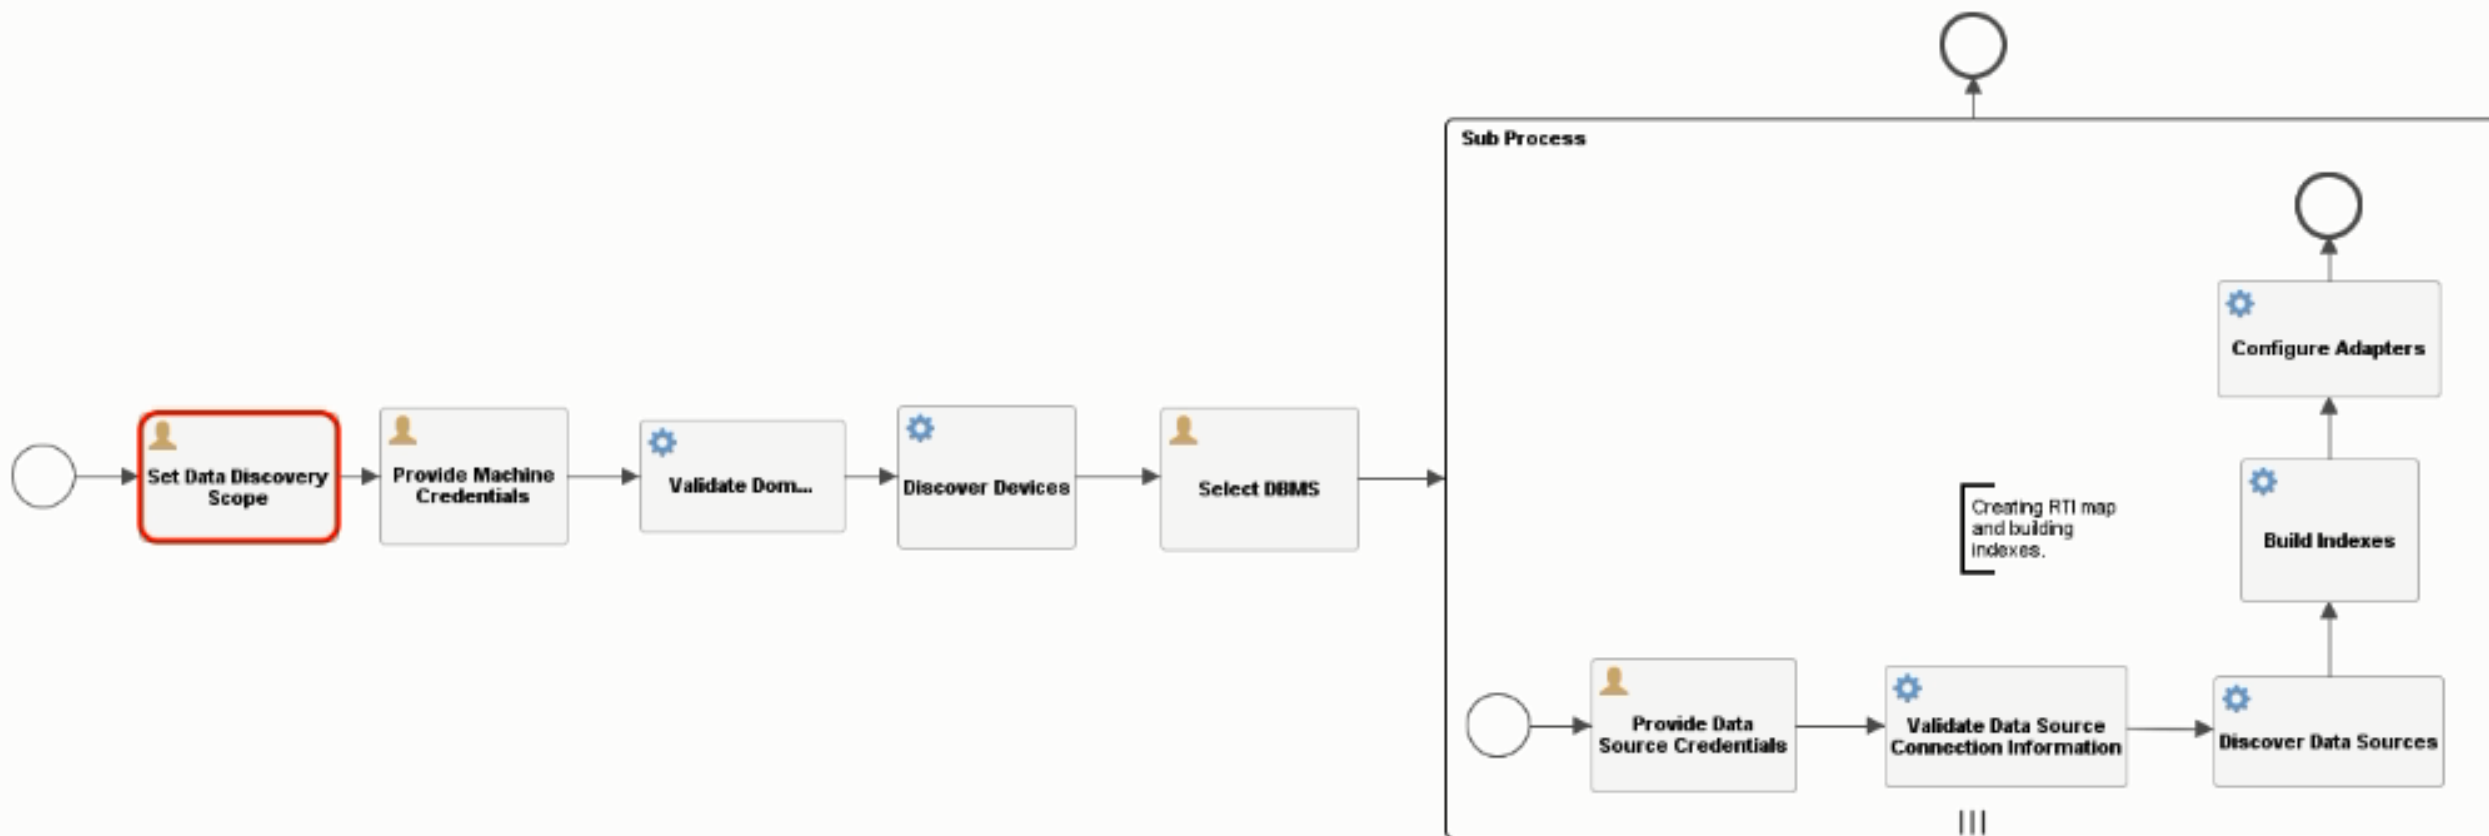 Sub Process
Configure Adapters
Set Data Discovery
Scope
Provide Machine
Credentials
Validate Dom...
Discover Devices
Select DBMS
Creating RTI map
and building
indexes.
Build Indexes
Provide Data
Source Credentials
Validate Data Source
Connection Information
Discover Data Sources